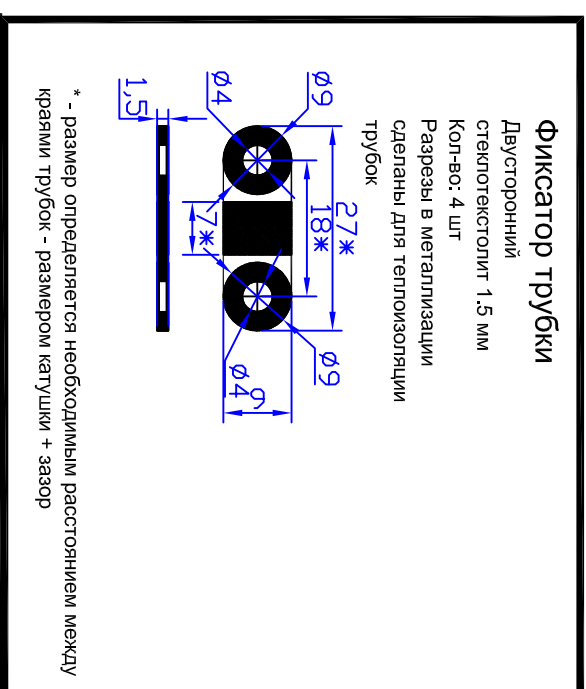 Фиксатор трубки
Двусторонний
стеклотекстолит 1.5 мм
Кол-во: 4 шт
Разрезы в металлизации
сделаны для теплоизоляции
трубок
27*
18*
ø9
ø9
ø4
7*
ø4
9
1,5
* - размер определяется необходимым расстоянием между
краями трубок - размером катушки + зазор